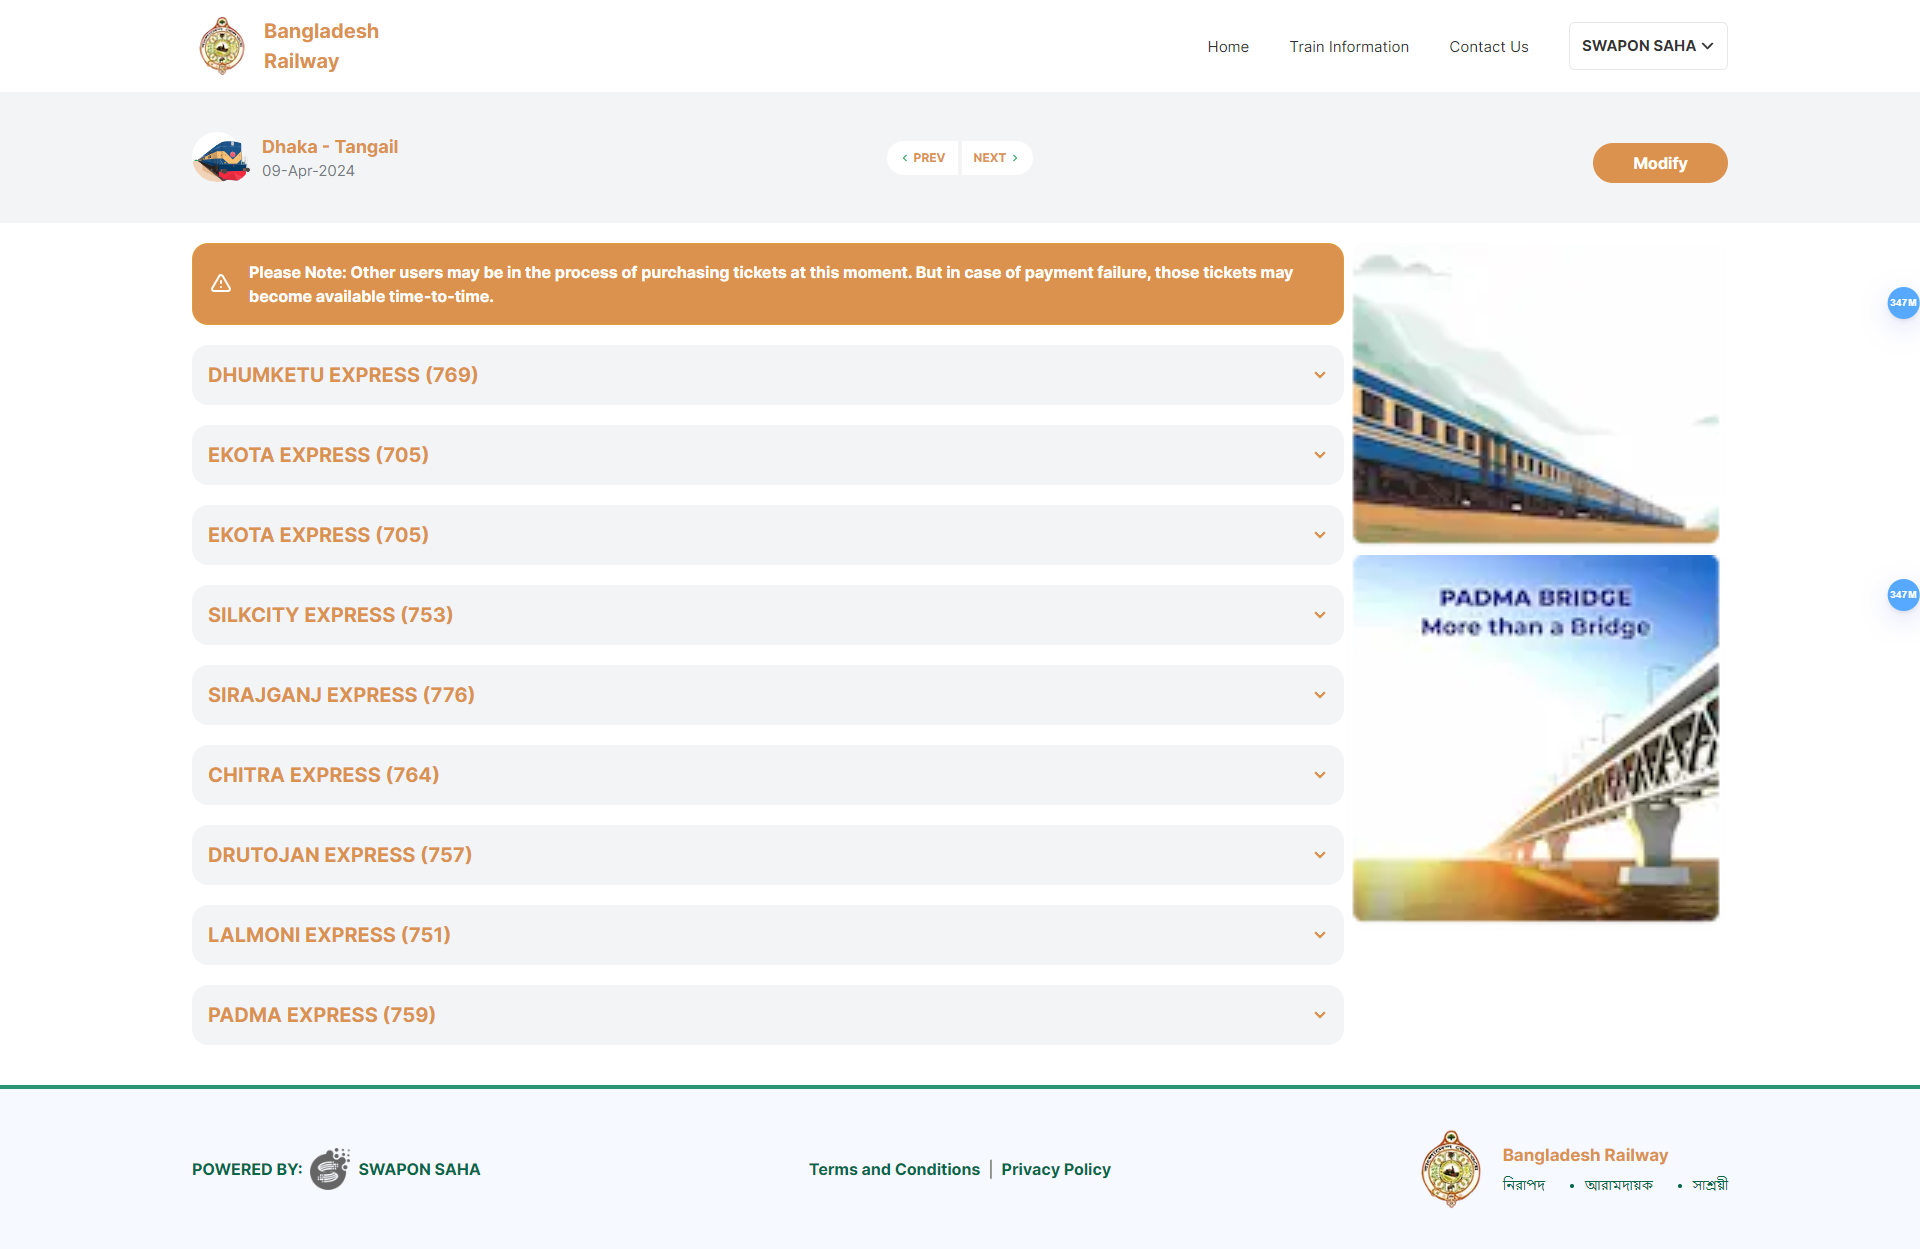 Bangladesh
Railway
Home
Train Information
Contact Us
SWAPON SAHA
Dhaka - Tangail
09-Apr-2024
PREV
NEXT
Modify
Please Note: Other users may be in the process of purchasing tickets at this moment. But in case of payment failure, those tickets may
become available time-to-time.
DHUMKETU EXPRESS (769)
EKOTA EXPRESS (705)
EKOTA EXPRESS (705)
SILKCITY EXPRESS (753)
SIRAJGANJ EXPRESS (776)
CHITRA EXPRESS (764)
DRUTOJAN EXPRESS (757)
LALMONI EXPRESS (751)
PADMA EXPRESS (759)
PADMA BRIDGE
More than a Bridge
347M
347M
POWERED BY: SWAPON SAHA
Terms and Conditions | Privacy Policy
Bangladesh Railway
নিরাপদ • আরামদায়ক • সাশ্রয়ী